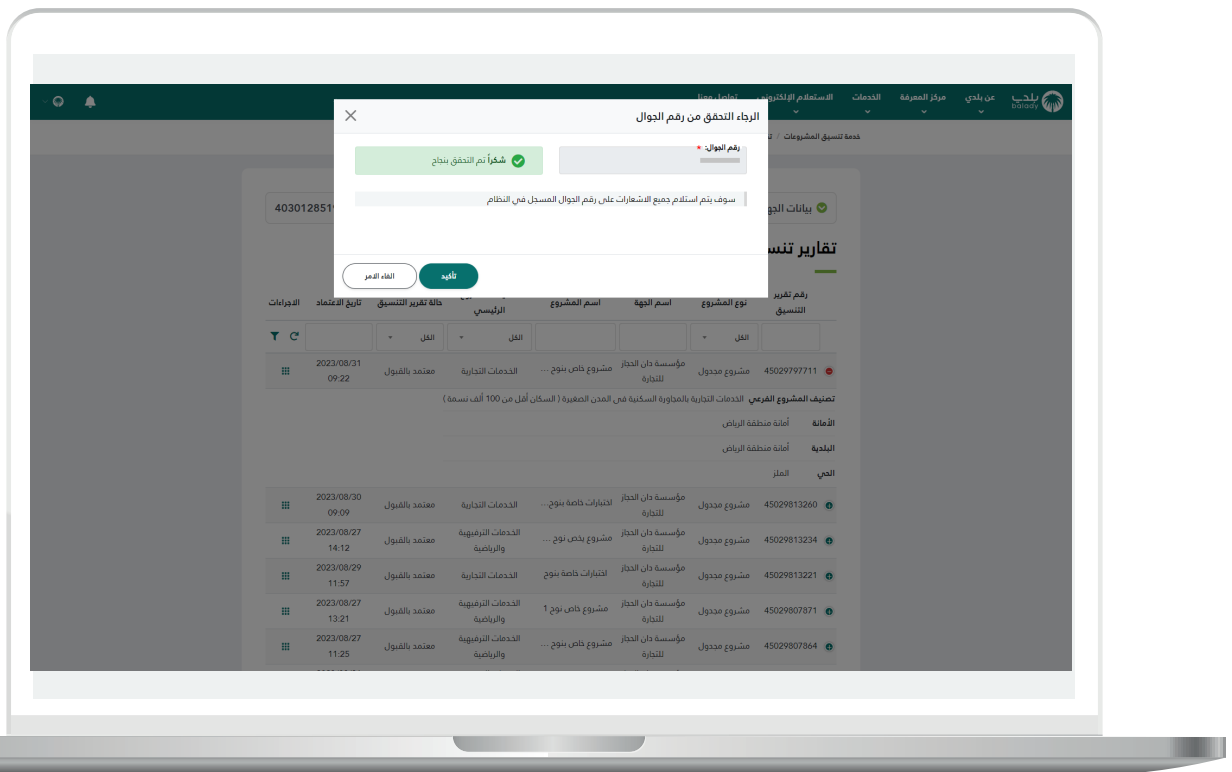 بلدي
balady
عن بلدي
مركز المعرفة
الخدمات
الاستعلام الإلكتروني
تواصل معنا
خدمة تنسيق المشروعات /
الرجاء التحقق من رقم الجوال
رقم الجوال: *
شكراً تم التحقق بنجاح
سوف يتم استلام جميع الاشعارات على رقم الجوال المسجل في النظام
تأكيد
الغاء الامر
بيانات الجه
4030128519
تقارير تنس
رقم تقرير التنسيق نوع المشروع اسم الجهة اسم المشروع الرئيسي حالة تقرير التنسيق تاريخ الاعتماد الاجراءات
الكل الكل الكل
45029797711 مشروع مجدول مؤسسة دان الحجاز للتجارة مشروع خاص بنوح ... الخدمات التجارية معتمد بالقبول 2023/08/31 09:22
تصنيف المشروع الفرعي الخدمات التجارية بالمجاورة السكنية في المدن الصغيرة ( السكان أقل من 100 ألف نسمة )
الأمانة أمانة منطقة الرياض
البلدية أمانة منطقة الرياض
الحي الملز
45029813260 مشروع مجدول مؤسسة دان الحجاز للتجارة اختبارات خاصة بنوح... الخدمات التجارية معتمد بالقبول 2023/08/30 09:09
45029813234 مشروع مجدول مؤسسة دان الحجاز للتجارة مشروع يخص نوح ... الخدمات الترفيهية والرياضية معتمد بالقبول 2023/08/27 14:12
45029813221 مشروع مجدول مؤسسة دان الحجاز للتجارة اختبارات خاصة بنوح الخدمات التجارية معتمد بالقبول 2023/08/29 11:57
45029807871 مشروع مجدول مؤسسة دان الحجاز للتجارة مشروع خاص نوح 1 الخدمات الترفيهية والرياضية معتمد بالقبول 2023/08/27 13:21
45029807864 مشروع مجدول مؤسسة دان الحجاز للتجارة مشروع خاص بنوح ... الخدمات الترفيهية والرياضية معتمد بالقبول 2023/08/27 11:25